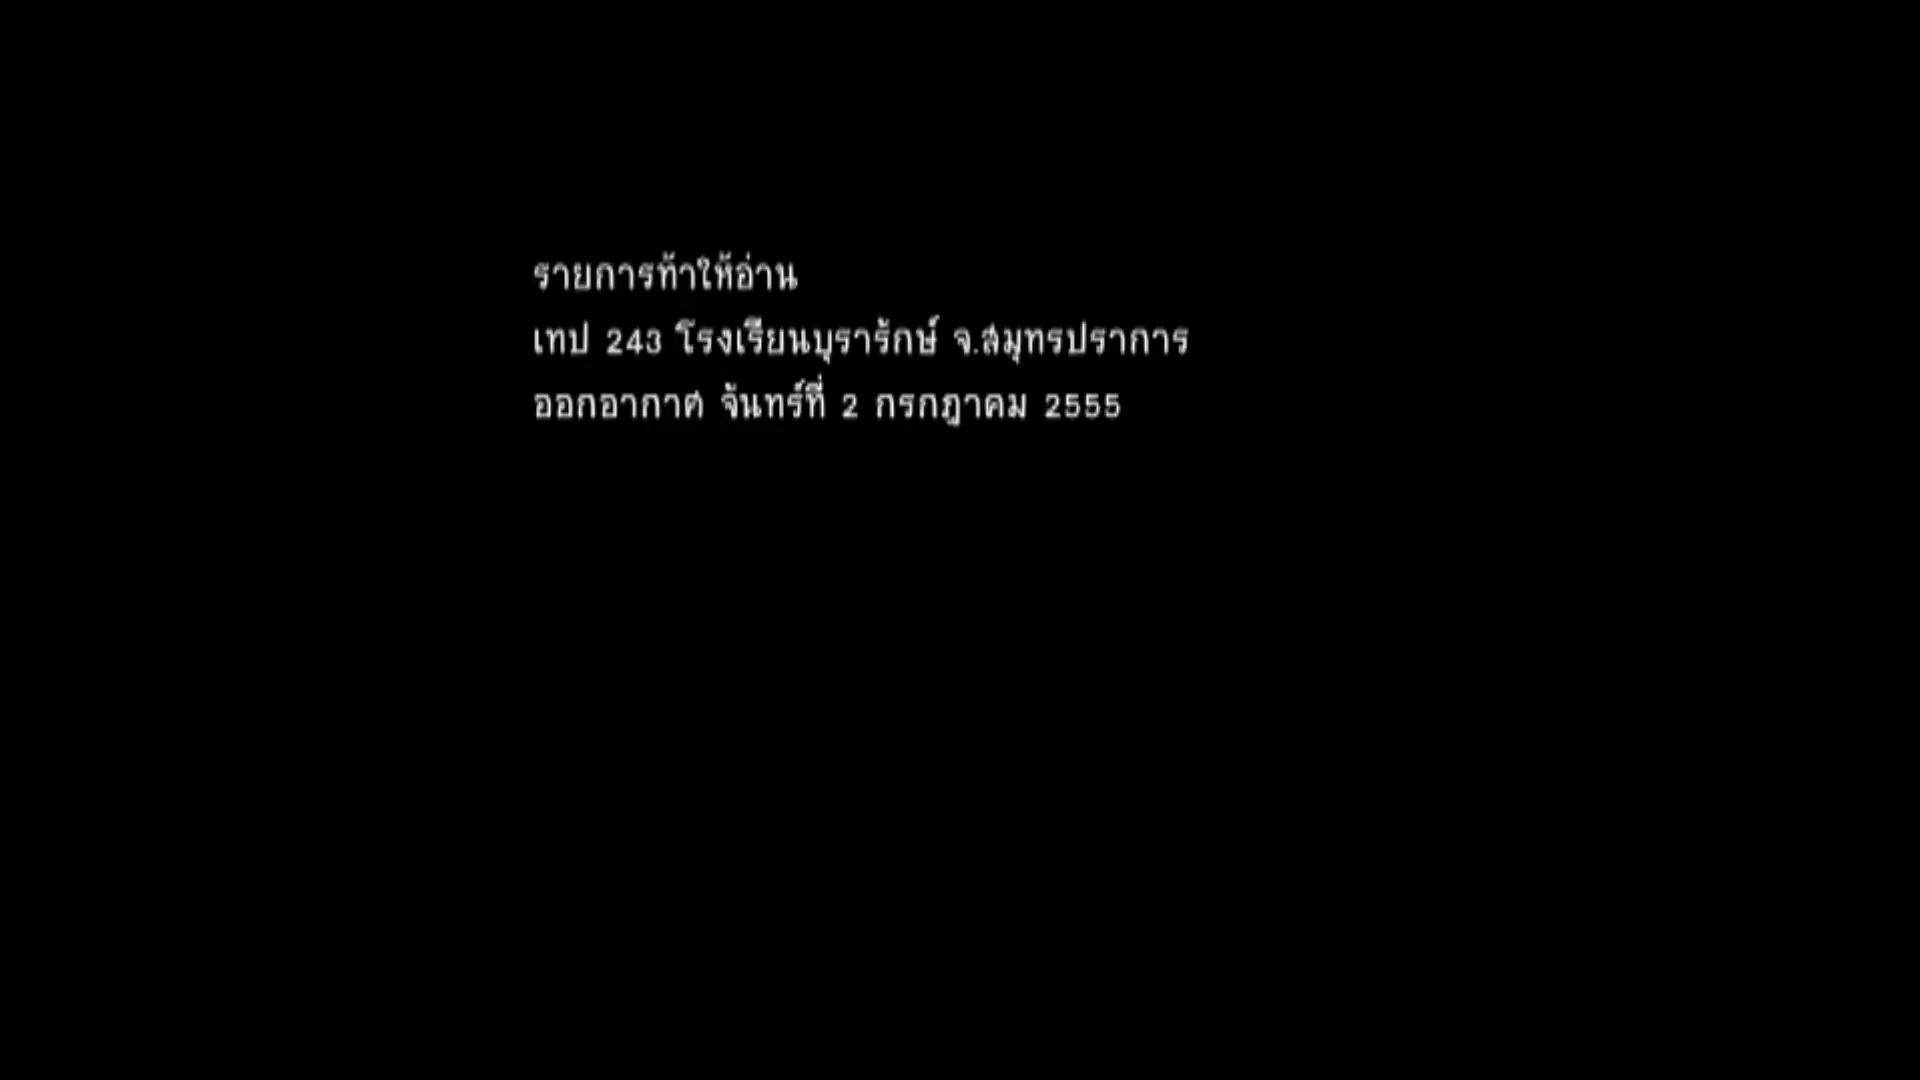 รายการท้าให้อ่าน
เทป 243 โรงเรียนบุรารักษ์ จ.สมุทรปราการ
ออกอากาศ จันทร์ที่ 2 กรกฎาคม 2555